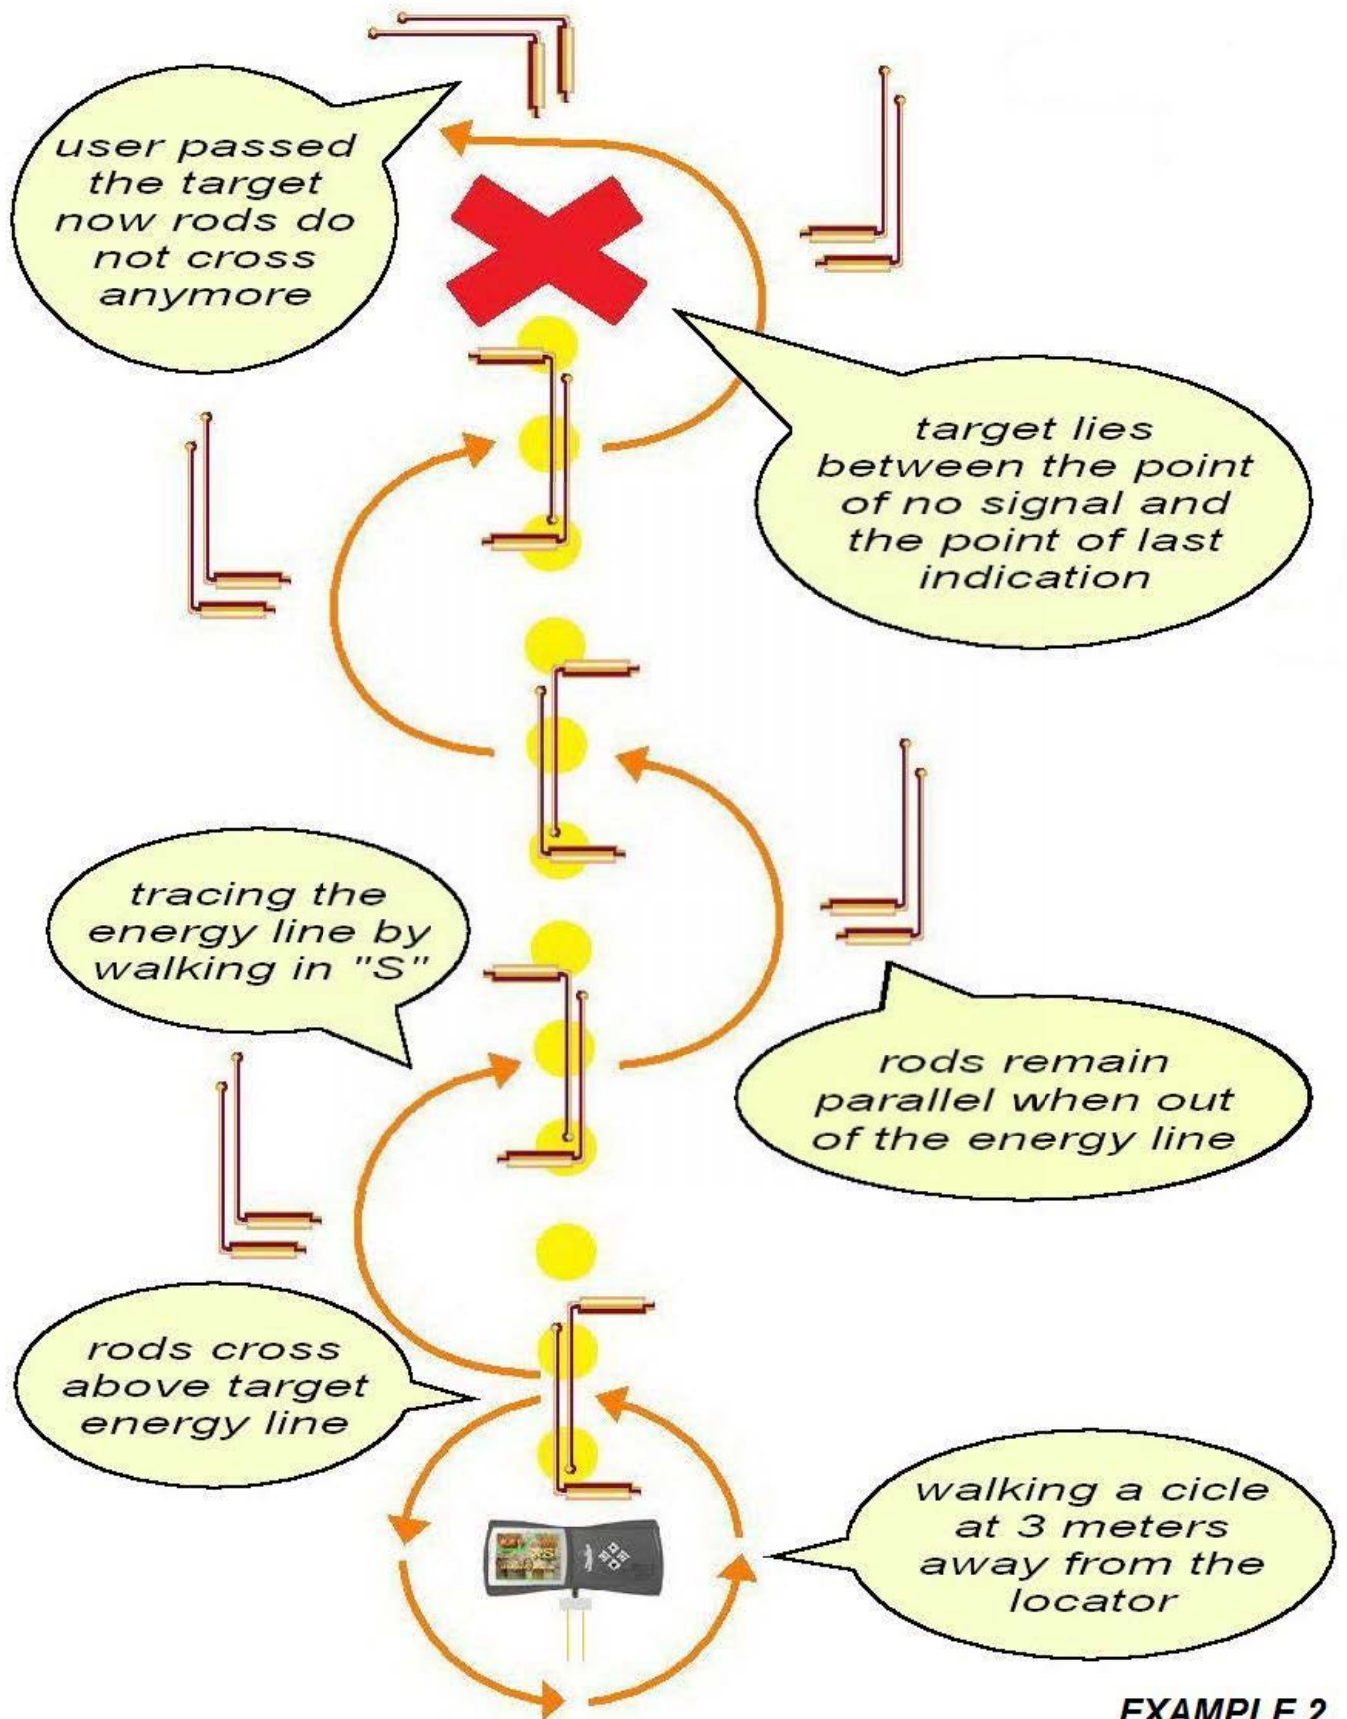 user passed
the target
now rods do
not cross
anymore
target lies
between the point
of no signal and
the point of last
indication
tracing the
energy line by
walking in "S"
rods remain
parallel when out
of the energy line
rods cross
above target
energy line
walking a cicle
at 3 meters
away from the
locator
EXAMPLE 2